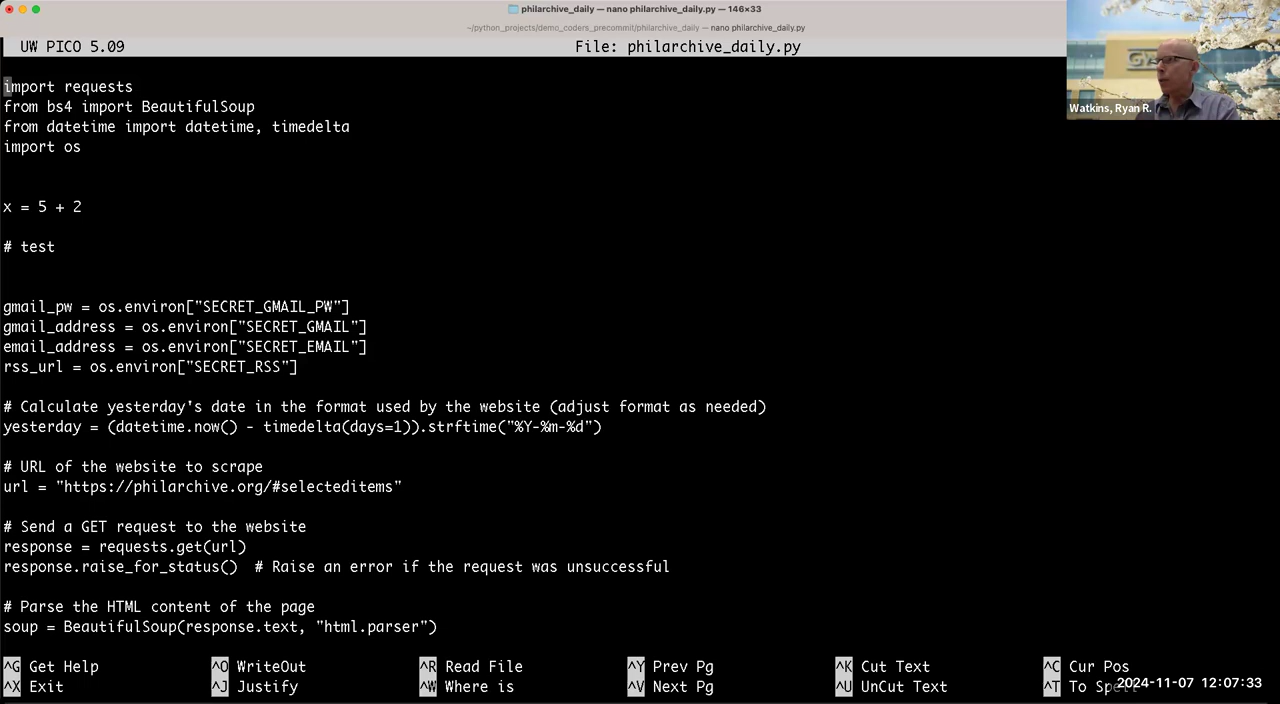 philarchive_daily — nano philarchive_daily.py — 146×33
~/python_projects/demo_coders_precommit/philarchive_daily — nano philarchive_daily.py
UW PICO 5.09 File: philarchive_daily.py
Watkins, Ryan R.
import requests
from bs4 import BeautifulSoup
from datetime import datetime, timedelta
import os
x = 5 + 2
# test
gmail_pw = os.environ["SECRET_GMAIL_PW"]
gmail_address = os.environ["SECRET_GMAIL"]
email_address = os.environ["SECRET_EMAIL"]
rss_url = os.environ["SECRET_RSS"]
# Calculate yesterday's date in the format used by the website (adjust format as needed)
yesterday = (datetime.now() - timedelta(days=1)).strftime("%Y-%m-%d")
# URL of the website to scrape
url = "https://philarchive.org/#selecteditems"
# Send a GET request to the website
response = requests.get(url)
response.raise_for_status()  # Raise an error if the request was unsuccessful
# Parse the HTML content of the page
soup = BeautifulSoup(response.text, "html.parser")
^G Get Help ^O WriteOut ^R Read File ^Y Prev Pg ^K Cut Text ^C Cur Pos
^X Exit ^J Justify ^W Where is ^V Next Pg ^U UnCut Text ^T To Spell
2024-11-07 12:07:33